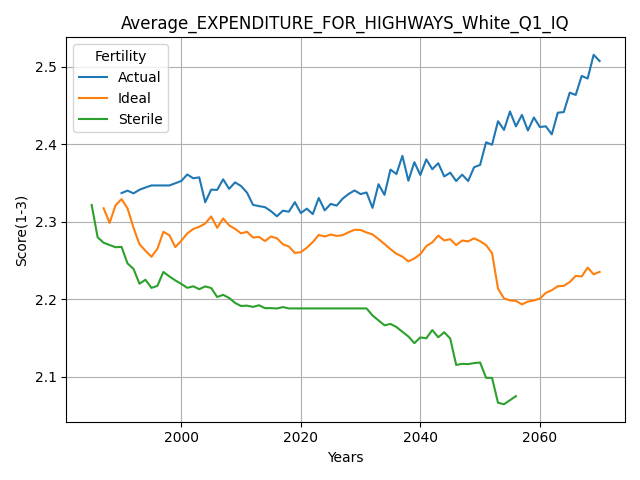 Average_EXPENDITURE_FOR_HIGHWAYS_White_Q1_IQ
Fertility
Actual
Ideal
Sterile
Score(1-3)
2.5
2.4
2.3
2.2
2.1
2000 2020 2040 2060
Years